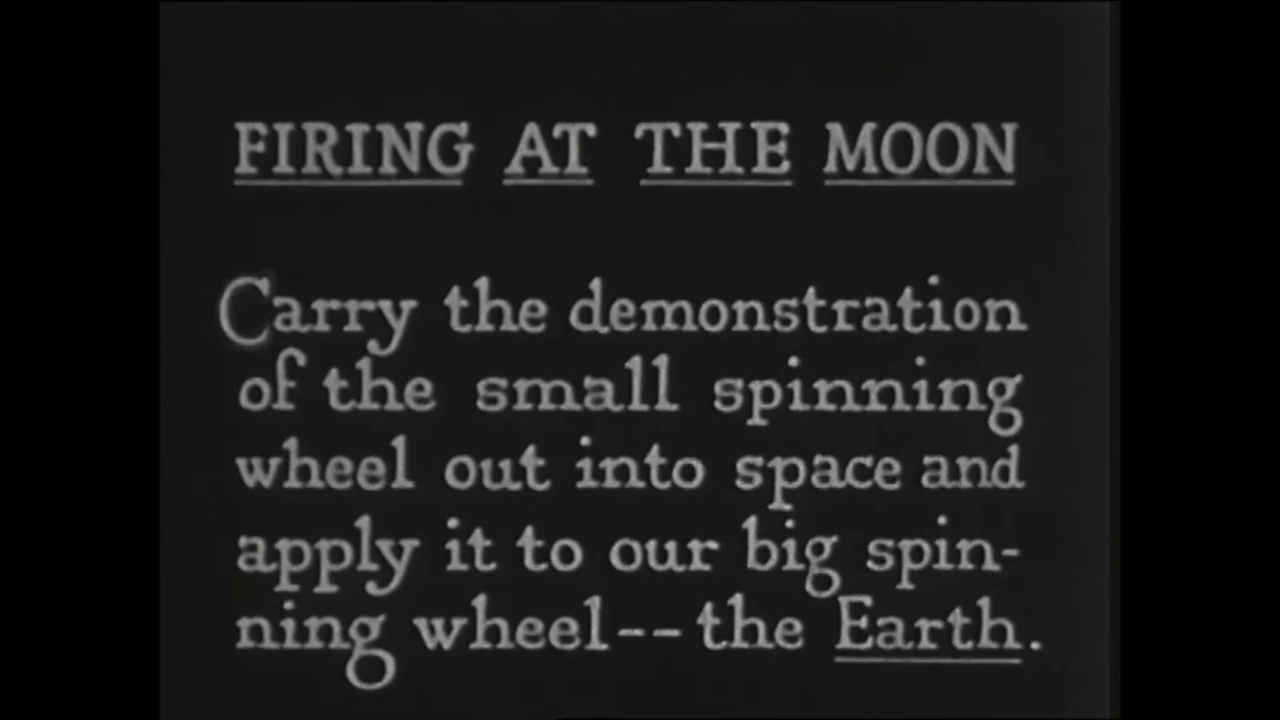 FIRING AT THE MOON
Carry the demonstration
of the small spinning
wheel out into space and
apply it to our big spin-
ning wheel -- the Earth.